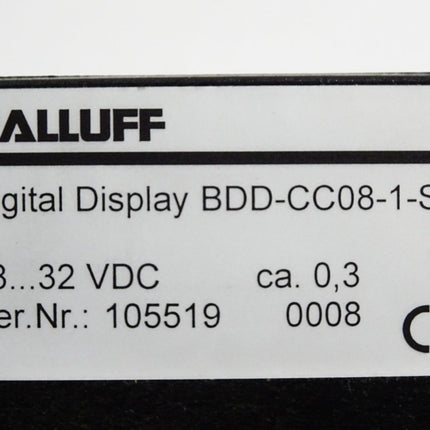 ALLUFF
igital Display BDD-CC08-1-S
8...32 VDC ca. 0,3
er.Nr.: 105519 0008